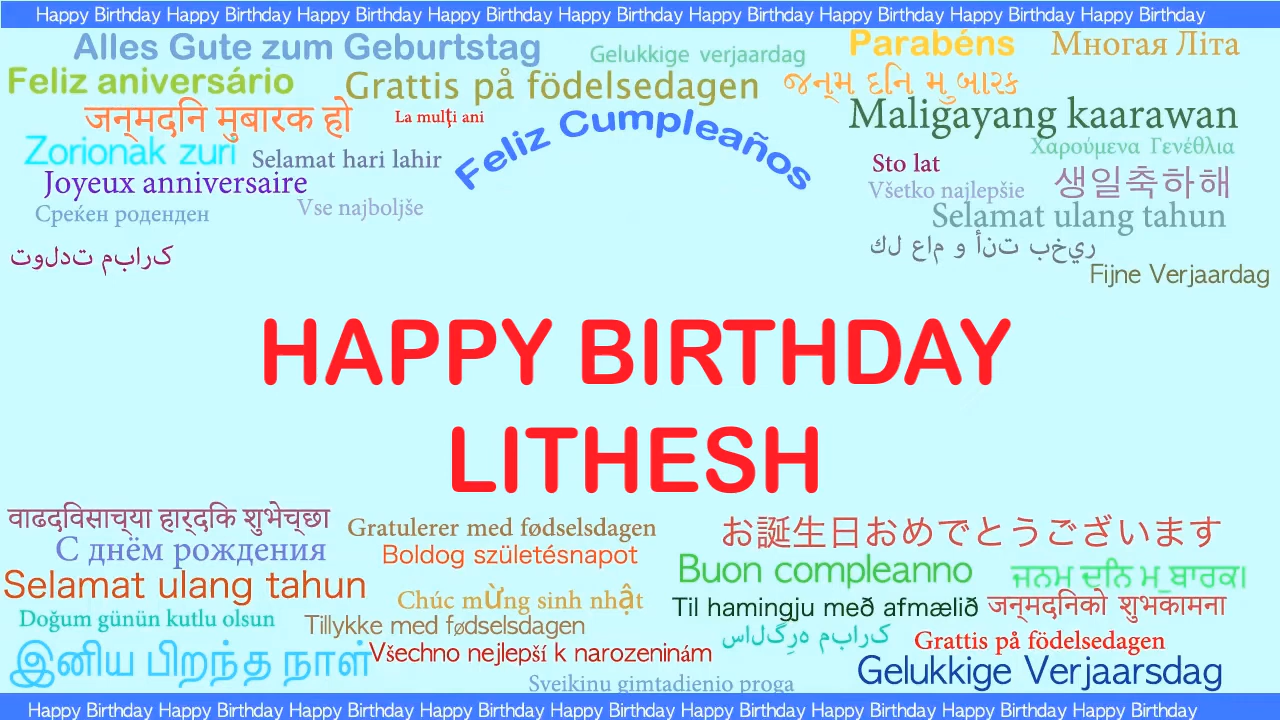 Happy Birthday Happy Birthday Happy Birthday Happy Birthday Happy Birthday Happy Birthday Happy Birthday Happy Birthday Happy Birthday
Alles Gute zum Geburtstag
Gelukkige verjaardag
Parabéns
Многая Літа
Feliz aniversário
Grattis på födelsedagen
જન્મ દિન મુબારક
जन्मदिन मुबारक हो
La mulţi ani
Feliz Cumpleaños
Maligayang kaarawan
Zorionak zuri
Selamat hari lahir
Sto lat
Χαρούμενα Γενέθλια
Joyeux anniversaire
Všetko najlepšie
생일축하해
Среќен роденден
Vse najboljše
Selamat ulang tahun
تولدت مبارک
كل عام و أنت بخير
Fijne Verjaardag
HAPPY BIRTHDAY
LITHESH
वाढदिवसाच्या हार्दिक शुभेच्छा
Gratulerer med fødselsdagen
お誕生日おめでとうございます
С днём рождения
Boldog születésnapot
Buon compleanno
ਜਨਮ ਦਿਨ ਮੁਬਾਰਕ।
Selamat ulang tahun
Chúc mừng sinh nhật
Til hamingju með afmælið
जन्मदिनको शुभकामना
Doğum günün kutlu olsun
Tillykke med fødselsdagen
سالگرہ مبارک
Grattis på födelsedagen
இனிய பிறந்த நாள்
Všechno nejlepší k narozeninám
Gelukkige Verjaarsdag
Sveikinu gimtadienio proga
Happy Birthday Happy Birthday Happy Birthday Happy Birthday Happy Birthday Happy Birthday Happy Birthday Happy Birthday Happy Birthday